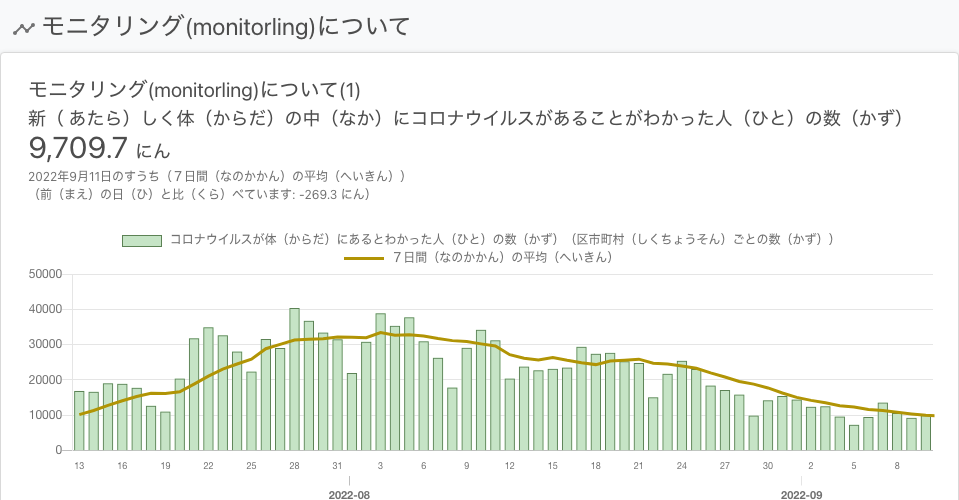 モニタリング(monitorling)について
モニタリング(monitorling)について(1)
新（ あたら）しく体（からだ）の中（なか）にコロナウイルスがあることがわかった人（ひと）の数（かず）
9,709.7 にん
2022年9月11日のすうち（７日間（なのかかん）の平均（へいきん））
（前（まえ）の日（ひ）と比（くら）べています: -269.3 にん）
コロナウイルスが体（からだ）にあるとわかった人（ひと）の数（かず）（区市町村（しくちょうそん）ごとの数（かず））
７日間（なのかかん）の平均（へいきん）
50000
40000
30000
20000
10000
0
13 16 19 22 25 28 31 3 6 9 12 15 18 21 24 27 30 2 5 8
2022-08 2022-09